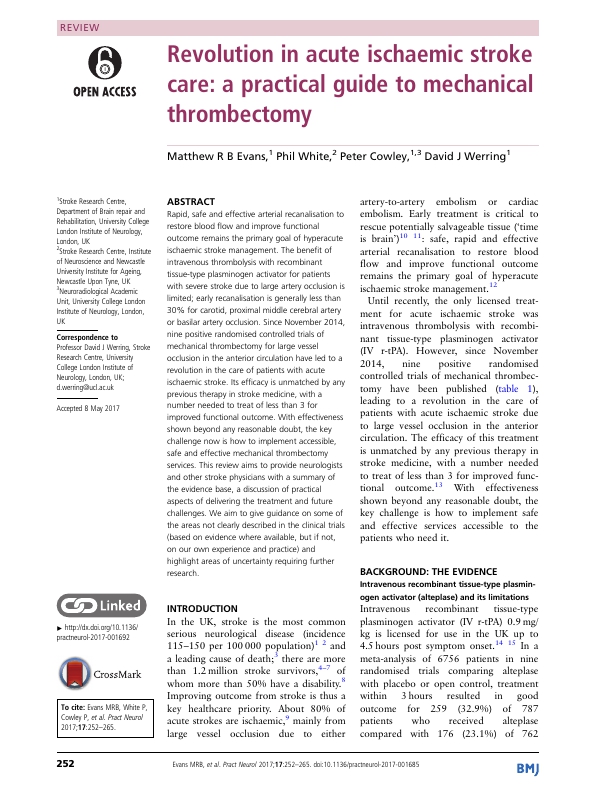 REVIEW
OPEN ACCESS
Revolution in acute ischaemic stroke
care: a practical guide to mechanical
thrombectomy
Matthew R B Evans,1 Phil White,2 Peter Cowley,1,3 David J Werring1
1Stroke Research Centre,
Department of Brain repair and
Rehabilitation, University College
London Institute of Neurology,
London, UK
2Stroke Research Centre, Institute
of Neuroscience and Newcastle
University Institute for Ageing,
Newcastle Upon Tyne, UK
3Neuroradiological Academic
Unit, University College London
Institute of Neurology, London,
UK
Correspondence to
Professor David J Werring, Stroke
Research Centre, University
College London Institute of
Neurology, London, UK;
d.werring@ucl.ac.uk
Accepted 8 May 2017
Linked
▶ http://dx.doi.org/10.1136/
practneurol-2017-001692
CrossMark
To cite: Evans MRB, White P,
Cowley P, et al. Pract Neurol
2017;17:252–265.
ABSTRACT
Rapid, safe and effective arterial recanalisation to
restore blood flow and improve functional
outcome remains the primary goal of hyperacute
ischaemic stroke management. The benefit of
intravenous thrombolysis with recombinant
tissue-type plasminogen activator for patients
with severe stroke due to large artery occlusion is
limited; early recanalisation is generally less than
30% for carotid, proximal middle cerebral artery
or basilar artery occlusion. Since November 2014,
nine positive randomised controlled trials of
mechanical thrombectomy for large vessel
occlusion in the anterior circulation have led to a
revolution in the care of patients with acute
ischaemic stroke. Its efficacy is unmatched by any
previous therapy in stroke medicine, with a
number needed to treat of less than 3 for
improved functional outcome. With effectiveness
shown beyond any reasonable doubt, the key
challenge now is how to implement accessible,
safe and effective mechanical thrombectomy
services. This review aims to provide neurologists
and other stroke physicians with a summary of
the evidence base, a discussion of practical
aspects of delivering the treatment and future
challenges. We aim to give guidance on some of
the areas not clearly described in the clinical trials
(based on evidence where available, but if not,
on our own experience and practice) and
highlight areas of uncertainty requiring further
research.
INTRODUCTION
In the UK, stroke is the most common
serious neurological disease (incidence
115–150 per 100 000 population)1 2 and
a leading cause of death;3 there are more
than 1.2 million stroke survivors,4–7 of
whom more than 50% have a disability.8
Improving outcome from stroke is thus a
key healthcare priority. About 80% of
acute strokes are ischaemic,9 mainly from
large vessel occlusion due to either
artery-to-artery embolism or cardiac
embolism. Early treatment is critical to
rescue potentially salvageable tissue (‘time
is brain’)10 11: safe, rapid and effective
arterial recanalisation to restore blood
flow and improve functional outcome
remains the primary goal of hyperacute
ischaemic stroke management.12
Until recently, the only licensed treat-
ment for acute ischaemic stroke was
intravenous thrombolysis with recombi-
nant tissue-type plasminogen activator
(IV r-tPA). However, since November
2014, nine positive randomised
controlled trials of mechanical thrombec-
tomy have been published (table 1),
leading to a revolution in the care of
patients with acute ischaemic stroke due
to large vessel occlusion in the anterior
circulation. The efficacy of this treatment
is unmatched by any previous therapy in
stroke medicine, with a number needed
to treat of less than 3 for improved func-
tional outcome.13 With effectiveness
shown beyond any reasonable doubt, the
key challenge is how to implement safe
and effective services accessible to the
patients who need it.
BACKGROUND: THE EVIDENCE
Intravenous recombinant tissue-type plasmin-
ogen activator (alteplase) and its limitations
Intravenous recombinant tissue-type
plasminogen activator (IV r-tPA) 0.9 mg/
kg is licensed for use in the UK up to
4.5 hours post symptom onset.14 15 In a
meta-analysis of 6756 patients in nine
randomised trials comparing alteplase
with placebo or open control, treatment
within 3 hours resulted in good
outcome for 259 (32.9%) of 787
patients who received alteplase
compared with 176 (23.1%) of 762
252
Evans MRB, et al. Pract Neurol 2017;17:252–265. doi:10.1136/practneurol-2017-001685
BMJ